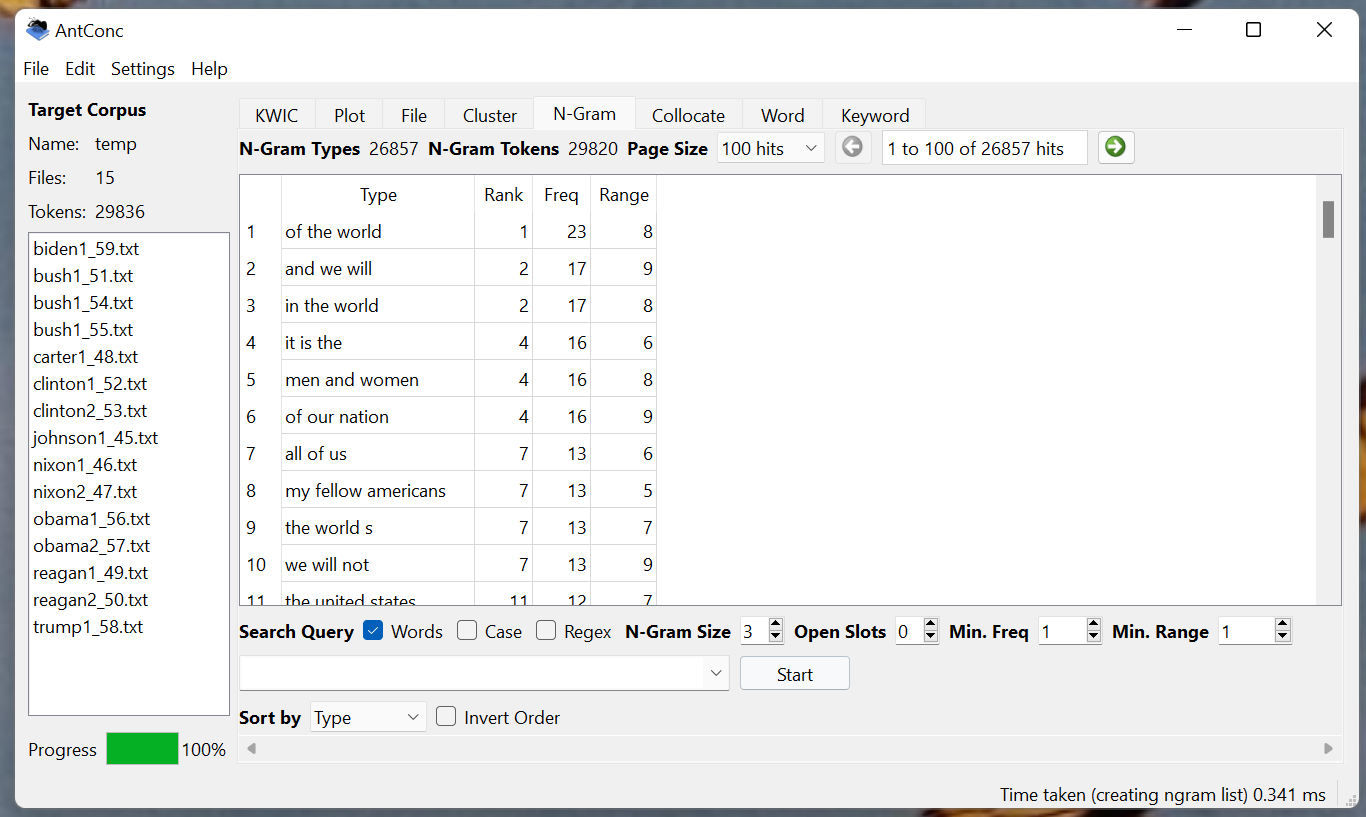 AntConc
File Edit Settings Help
Target Corpus
Name: temp
Files: 15
Tokens: 29836
biden1_59.txt
bush1_51.txt
bush1_54.txt
bush1_55.txt
carter1_48.txt
clinton1_52.txt
clinton2_53.txt
johnson1_45.txt
nixon1_46.txt
nixon2_47.txt
obama1_56.txt
obama2_57.txt
reagan1_49.txt
reagan2_50.txt
trump1_58.txt
Progress 100%
KWIC Plot File Cluster N-Gram Collocate Word Keyword
N-Gram Types 26857 N-Gram Tokens 29820 Page Size 100 hits 1 to 100 of 26857 hits
Type Rank Freq Range
1 of the world 1 23 8
2 and we will 2 17 9
3 in the world 2 17 8
4 it is the 4 16 6
5 men and women 4 16 8
6 of our nation 4 16 9
7 all of us 7 13 6
8 my fellow americans 7 13 5
9 the world s 7 13 7
10 we will not 7 13 9
11 the united states 11 12 7
Search Query Words Case Regex N-Gram Size 3 Open Slots 0 Min. Freq 1 Min. Range 1
Start
Sort by Type Invert Order
Time taken (creating ngram list) 0.341 ms